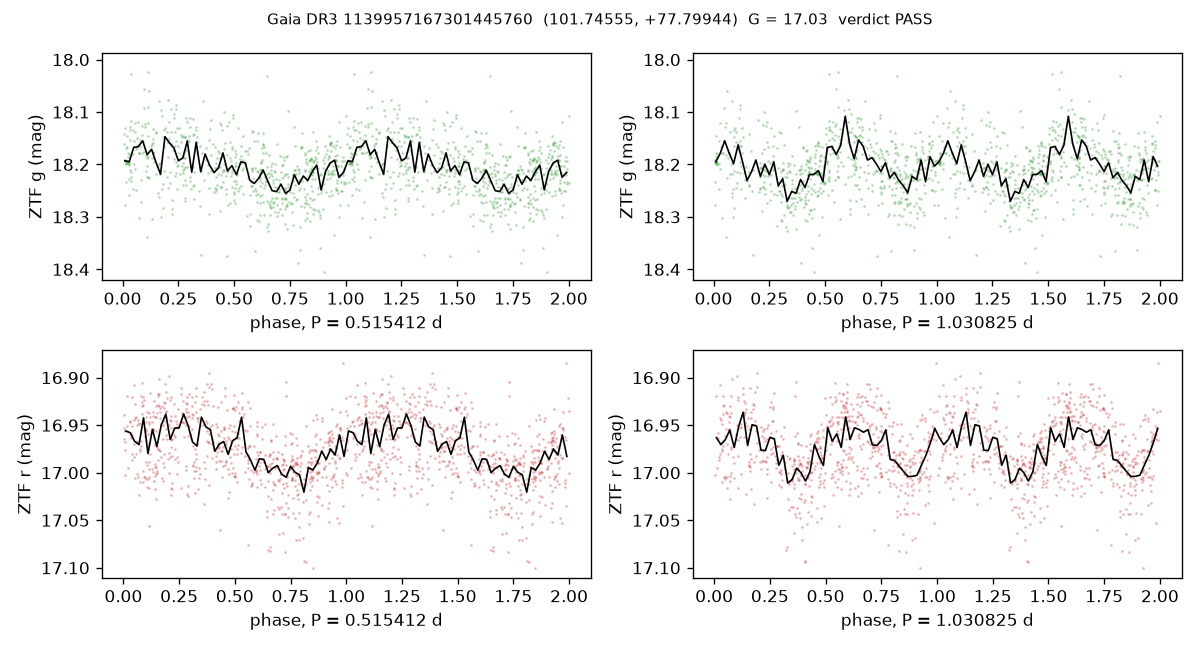 Gaia DR3 1139957167301445760 (101.74555, +77.79944) G = 17.03 verdict PASS
ZTF g (mag)
18.0
18.1
18.2
18.3
18.4
0.00 0.25 0.50 0.75 1.00 1.25 1.50 1.75 2.00
phase, P = 0.515412 d
ZTF g (mag)
18.0
18.1
18.2
18.3
18.4
0.00 0.25 0.50 0.75 1.00 1.25 1.50 1.75 2.00
phase, P = 1.030825 d
ZTF r (mag)
16.90
16.95
17.00
17.05
17.10
0.00 0.25 0.50 0.75 1.00 1.25 1.50 1.75 2.00
phase, P = 0.515412 d
ZTF r (mag)
16.90
16.95
17.00
17.05
17.10
0.00 0.25 0.50 0.75 1.00 1.25 1.50 1.75 2.00
phase, P = 1.030825 d